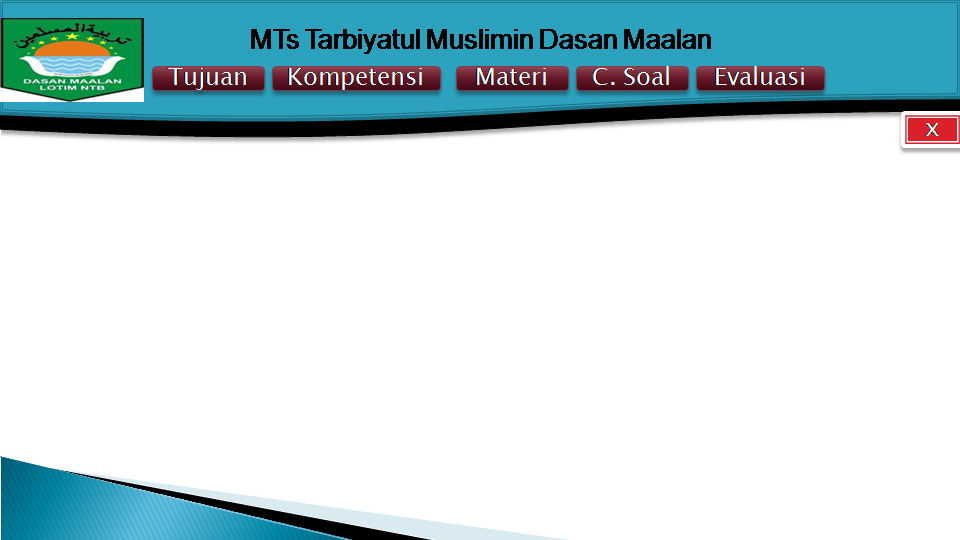 تربية المسلمين
DASAN MAALAN
LOTIM NTB
MTs Tarbiyatul Muslimin Dasan Maalan
Tujuan Kompetensi Materi C. Soal Evaluasi
X